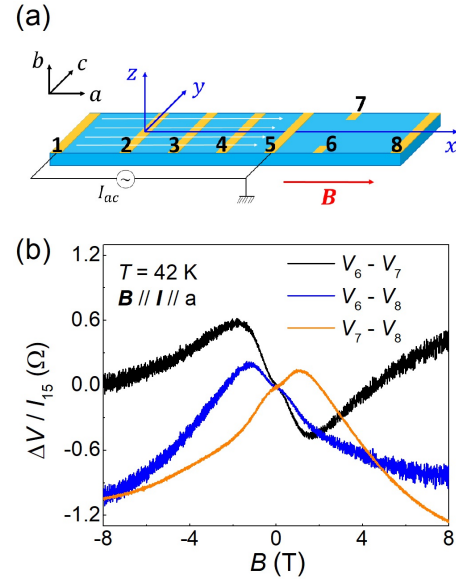 (a)
b
c
a
z
y
x
1
2
3
4
5
6
7
8
I_ac
~
B
(b)
T = 42 K
B // I // a
V_6 - V_7
V_6 - V_8
V_7 - V_8
ΔV / I_15 (Ω)
1.2
0.6
0.0
-0.6
-1.2
-8 -4 0 4 8
B (T)